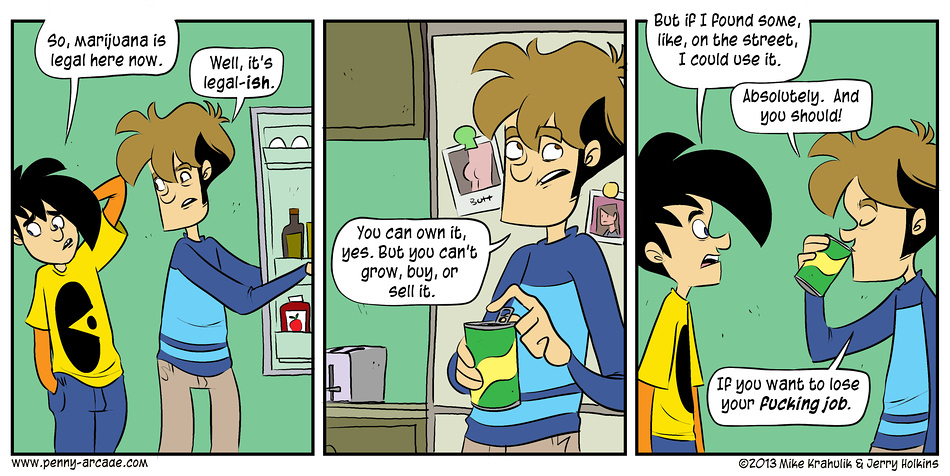 So, marijuana is
legal here now.
Well, it's
legal-ish.
Butt
You can own it,
yes. But you can't
grow, buy, or
sell it.
But if I found some,
like, on the street,
I could use it.
Absolutely. And
you should!
If you want to lose
your fucking job.
www.penny-arcade.com
©2013 Mike Krahulik & Jerry Holkins